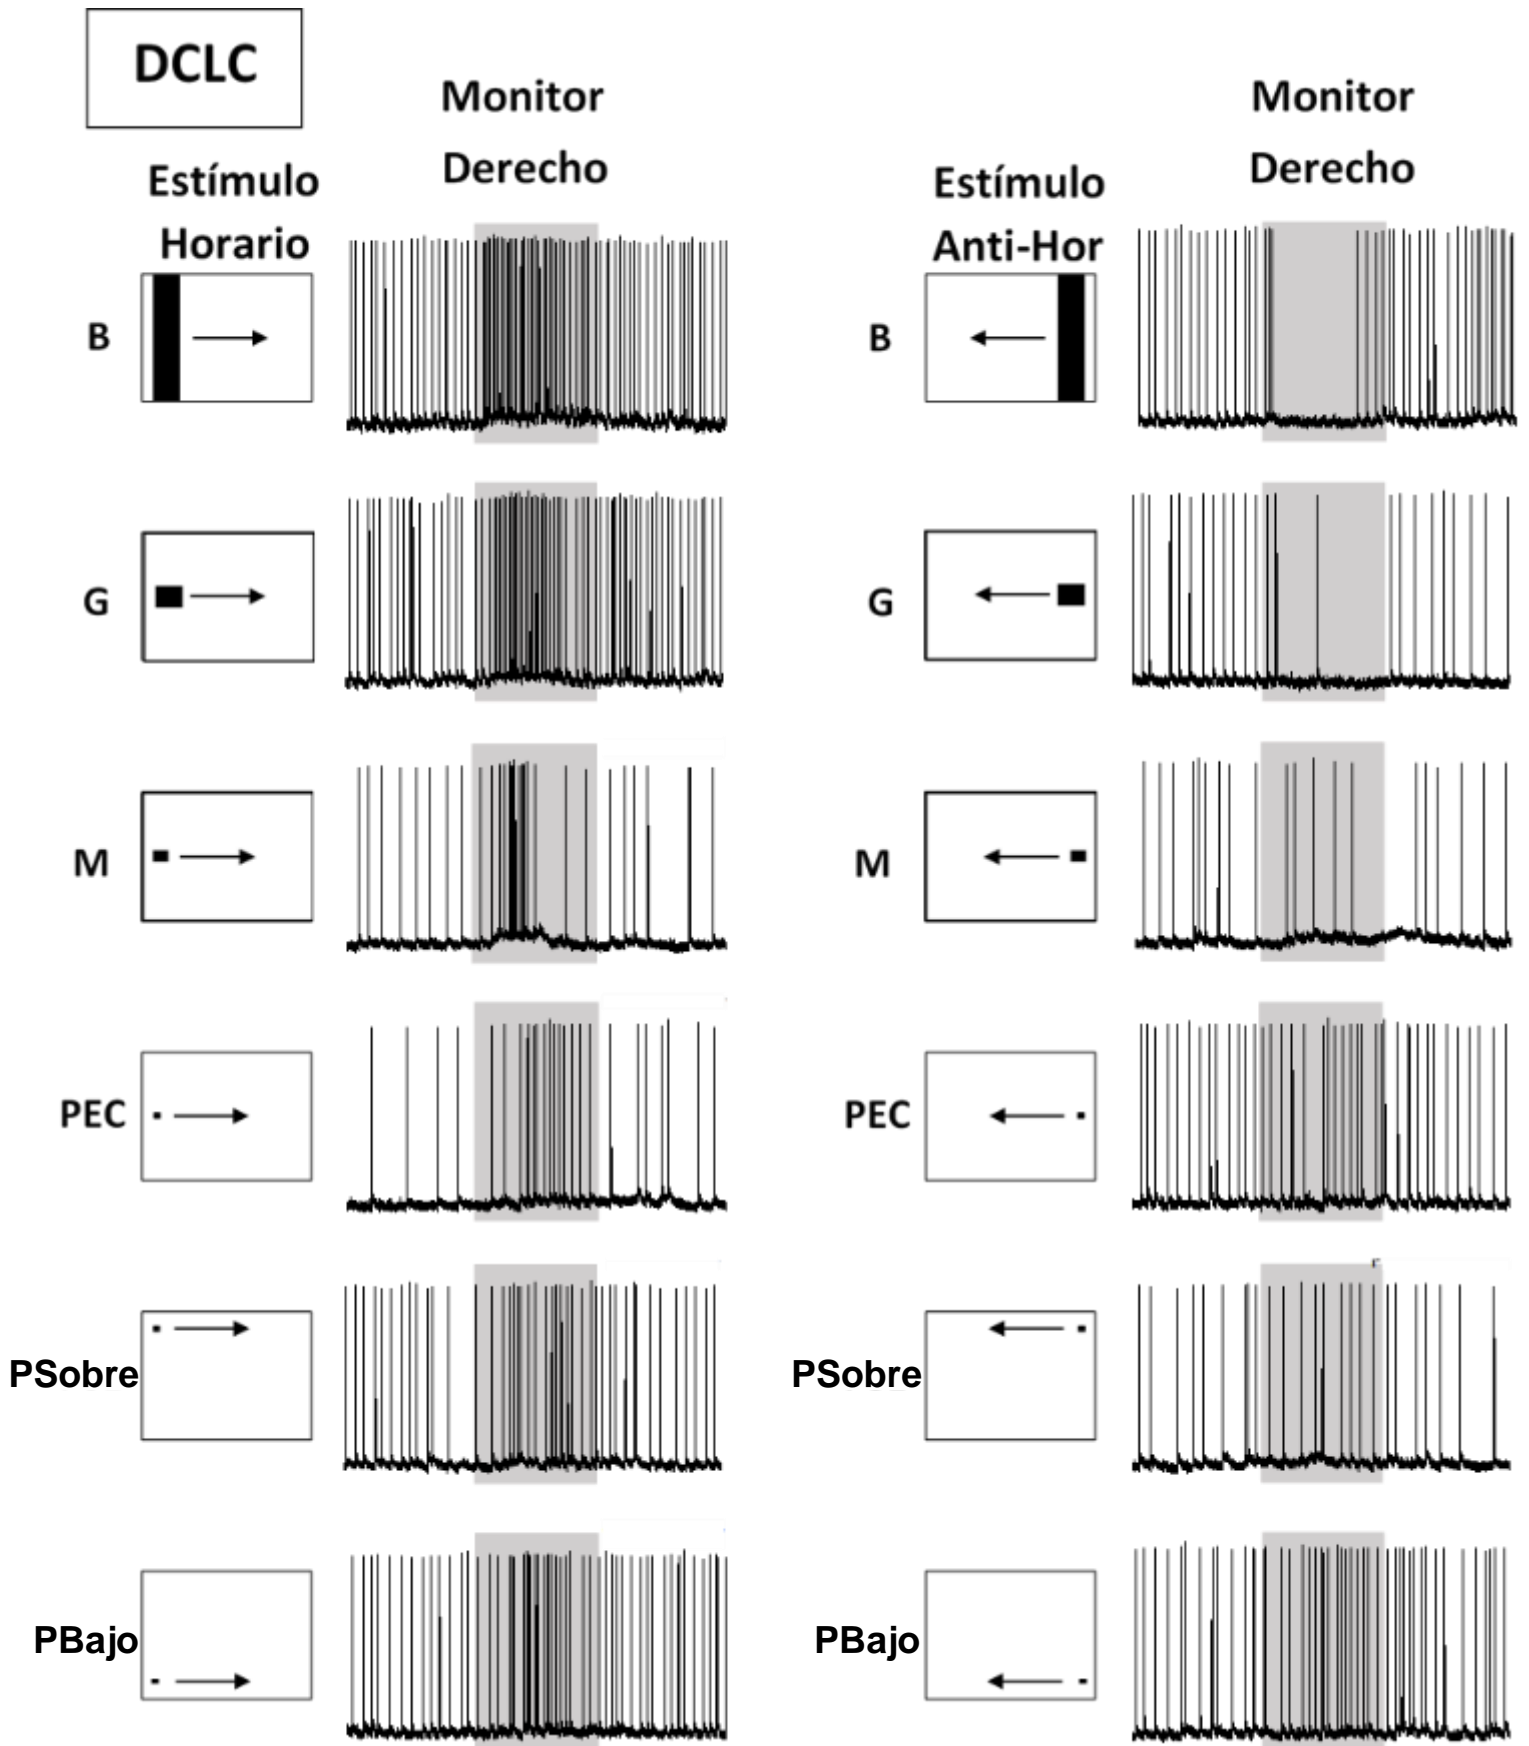 DCLC
Monitor
Derecho
Estímulo
Horario
Monitor
Derecho
Estímulo
Anti-Hor
B
B
G
G
M
M
PEC
PEC
PSobre
PSobre
PBajo
PBajo